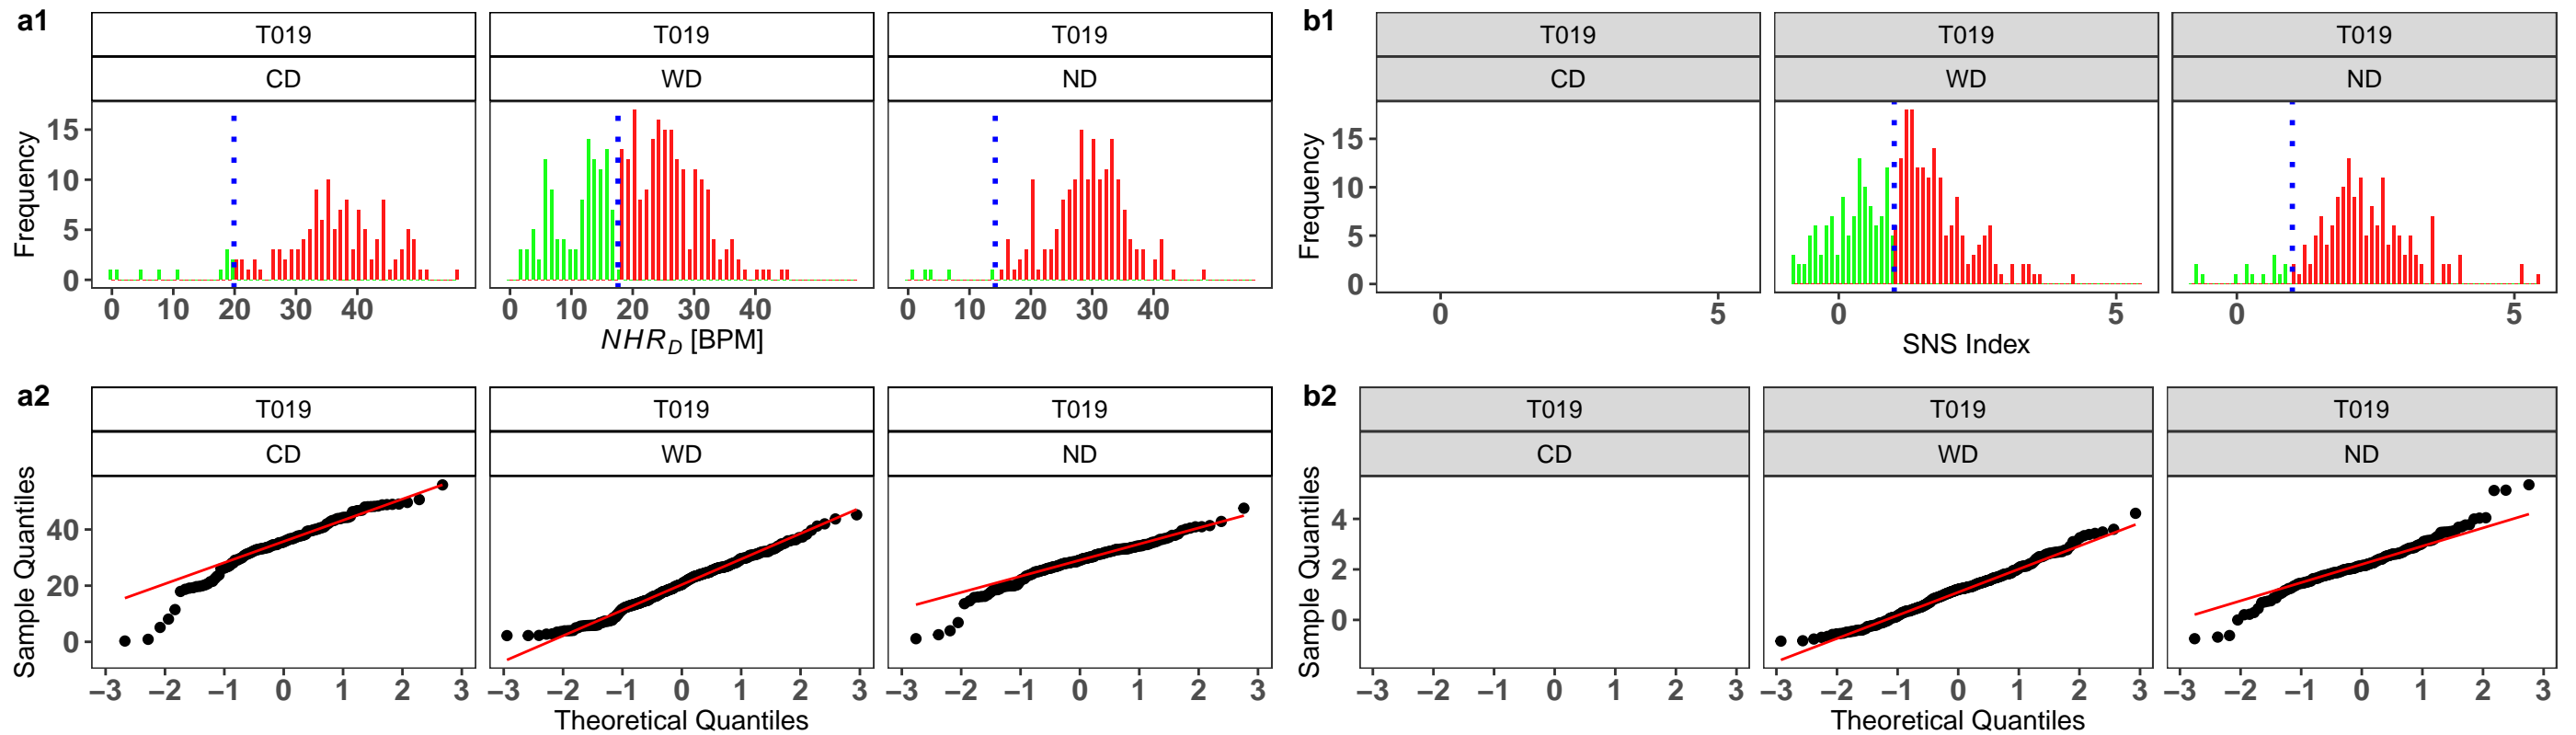 a1
T019 T019 T019
CD WD ND
Frequency
15
10
5
0
0 10 20 30 40 0 10 20 30 40 0 10 20 30 40
NHR_D [BPM]
b1
T019 T019 T019
CD WD ND
Frequency
15
10
5
0
0 5 0 5 0 5
SNS Index
a2
T019 T019 T019
CD WD ND
Sample Quantiles
40
20
0
−3 −2 −1 0 1 2 3 −3 −2 −1 0 1 2 3 −3 −2 −1 0 1 2 3
Theoretical Quantiles
b2
T019 T019 T019
CD WD ND
Sample Quantiles
4
2
0
−3 −2 −1 0 1 2 3 −3 −2 −1 0 1 2 3 −3 −2 −1 0 1 2 3
Theoretical Quantiles